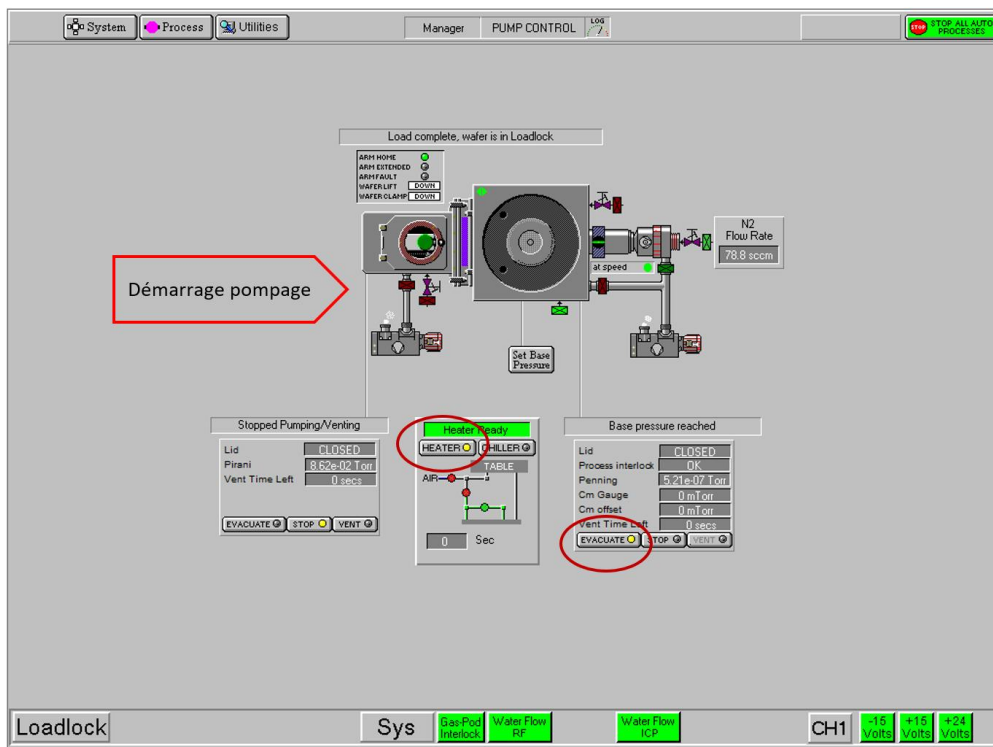 System Process Utilities Manager PUMP CONTROL LOG STOP STOP ALL AUTO
PROCESSES
Load complete, wafer is in Loadlock
ARM HOME
ARM EXTENDED
ARM FAULT
WAFER LIFT DOWN
WAFER CLAMP DOWN
N2
Flow Rate
78.8 sccm
at speed
Démarrage pompage
Set Base
Pressure
Stopped Pumping/Venting
Lid CLOSED
Pirani 8.62e-02 Torr
Vent Time Left 0 secs
EVACUATE STOP VENT
Heater Ready
HEATER CHILLER
TABLE
AIR
0 Sec
Base pressure reached
Lid CLOSED
Process interlock OK
Penning 5.21e-07 Torr
Cm Gauge 0 mTorr
Cm offset 0 mTorr
Vent Time Left 0 secs
EVACUATE STOP VENT
Loadlock Sys Gas-Pod
Interlock Water Flow
RF Water Flow
ICP CH1 -15
Volts +15
Volts +24
Volts